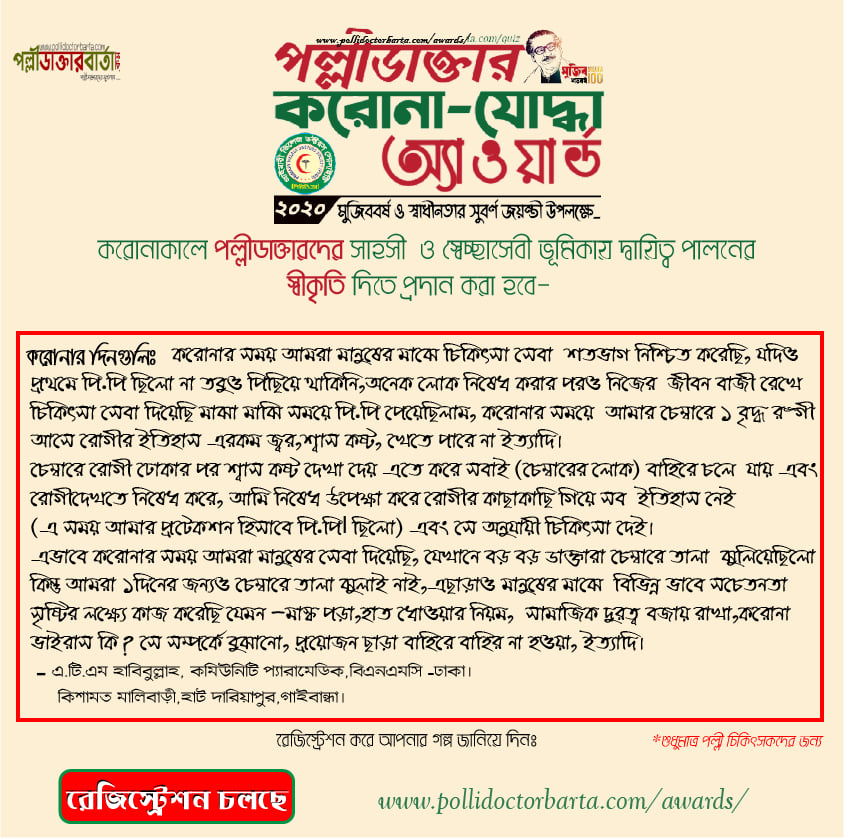 www.pollidoctorbarta.com
পল্লীডাক্তারবার্তা
www.pollidoctorbarta.com/awards/
পল্লীডাক্তার
মুজিব
শতবর্ষ
100
করোনা-যোদ্ধা
অ্যাওয়ার্ড
২০২০ মুজিববর্ষ ও স্বাধীনতার সুবর্ণ জয়ন্তী উপলক্ষে_
করোনাকালে পল্লীডাক্তারদের সাহসী ও স্বেচ্ছাসেবী ভূমিকায় দ্বায়িত্ব পালনের
স্বীকৃতি দিতে প্রদান করা হবে-
করোনার দিনগুলিঃ করোনার সময় আমরা মানুষের মাঝে চিকিৎসা সেবা শতভাগ নিশ্চিত করেছি, যদিও
প্রথমে পি.পি ছিলো না তবুও পিছিয়ে থাকিনি,অনেক লোক নিষেধ করার পরও নিজের জীবন বাজী রেখে
চিকিৎসা সেবা দিয়েছি মাঝা মাঝি সময়ে পি.পি পেয়েছিলাম, করোনার সময়ে আমার চেম্বারে ১ বৃদ্ধ রুগী
আসে রোগীর ইতিহাস এরকম জ্বর,শ্বাস কষ্ট, খেতে পারে না ইত্যাদি।
চেম্বারে রোগী ঢোকার পর শ্বাস কষ্ট দেখা দেয় এতে করে সবাই (চেম্বারের লোক) বাহিরে চলে যায় এবং
রোগীদেখতে নিষেধ করে, আমি নিষেধ উপেক্ষা করে রোগীর কাছাকাছি গিয়ে সব ইতিহাস নেই
(এ সময় আমার প্রটেকশন হিসাবে পি.পি। ছিলো) এবং সে অনুযায়ী চিকিৎসা দেই।
এভাবে করোনার সময় আমরা মানুষের সেবা দিয়েছি, যেখানে বড় বড় ডাক্তারা চেম্বারে তালা ঝুলিয়েছিলো
কিন্তু আমরা ১দিনের জন্যও চেম্বারে তালা ঝুলাই নাই,এছাড়াও মানুষের মাঝে বিভিন্ন ভাবে সচেতনতা
সৃষ্টির লক্ষ্যে কাজ করেছি যেমন -মাস্ক পড়া,হাত ধোওয়ার নিয়ম, সামাজিক দুরত্ব বজায় রাখা,করোনা
ভাইরাস কি? সে সম্পর্কে বুঝানো, প্রয়োজন ছাড়া বাহিরে বাহির না হওয়া, ইত্যাদি।
- এ.টি.এম হাবিবুল্লাহ, কমিউনিটি প্যারামেডিক,বিএনএমসি -ঢাকা।
কিশামত মালিবাড়ী,হাট দারিয়াপুর,গাইবান্ধা।
রেজিস্ট্রেশন করে আপনার গল্প জানিয়ে দিনঃ
*শুধুমাত্র পল্লী চিকিৎসকদের জন্য
রেজিস্ট্রেশন চলছে
www.pollidoctorbarta.com/awards/